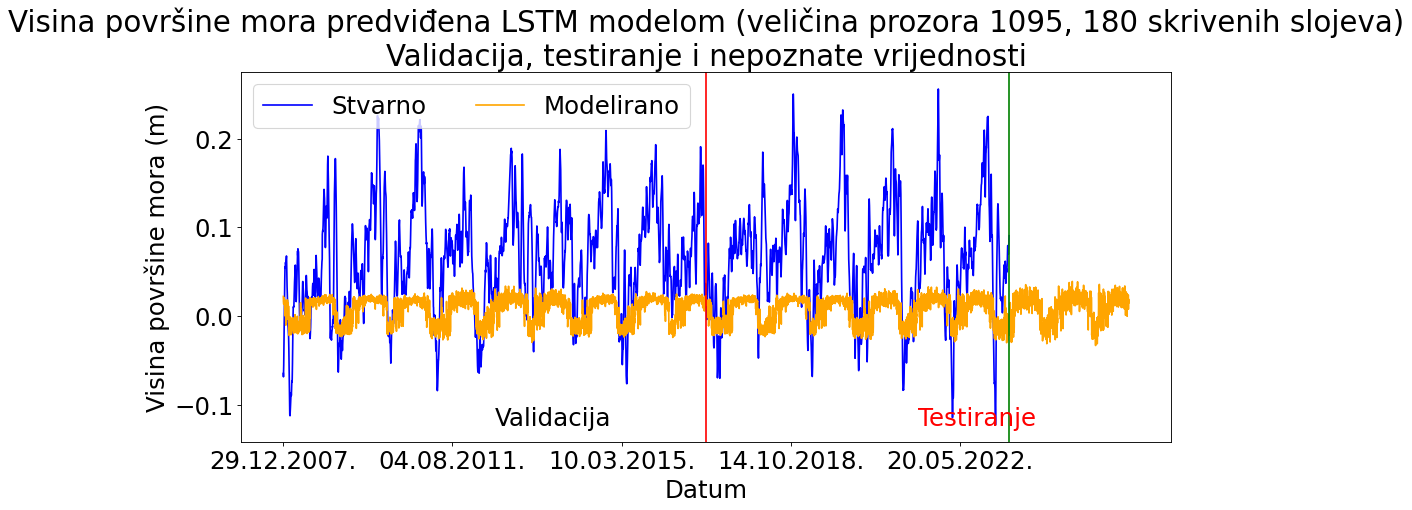 Visina površine mora predviđena LSTM modelom (veličina prozora 1095, 180 skrivenih slojeva)
Validacija, testiranje i nepoznate vrijednosti
Stvarno
Modelirano
Visina površine mora (m)
0.2
0.1
0.0
−0.1
Validacija
Testiranje
29.12.2007.
04.08.2011.
10.03.2015.
14.10.2018.
20.05.2022.
Datum